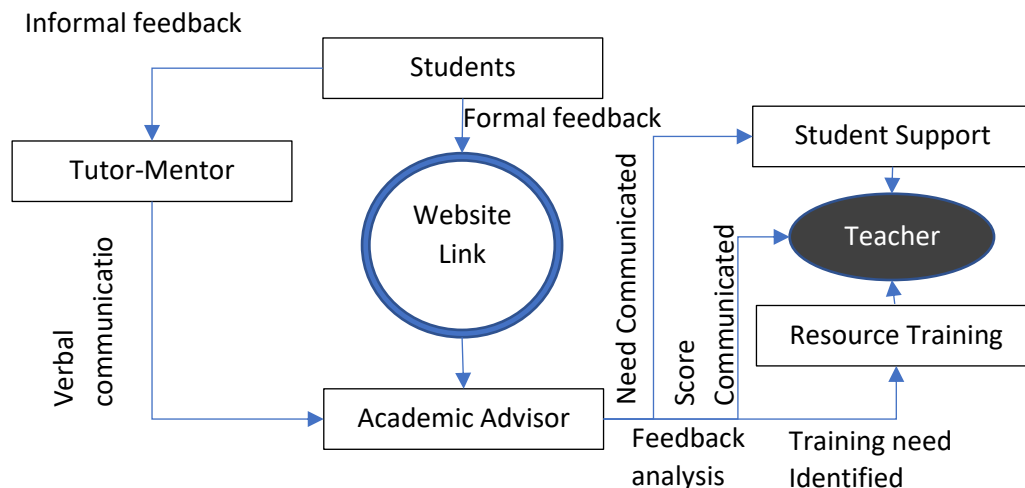 Informal feedback
Students
Formal feedback
Tutor-Mentor
Student Support
Website
Link
Teacher
Verbal
communicatio
Need Communicated
Score
Communicated
Resource Training
Academic Advisor
Feedback
analysis
Training need
Identified